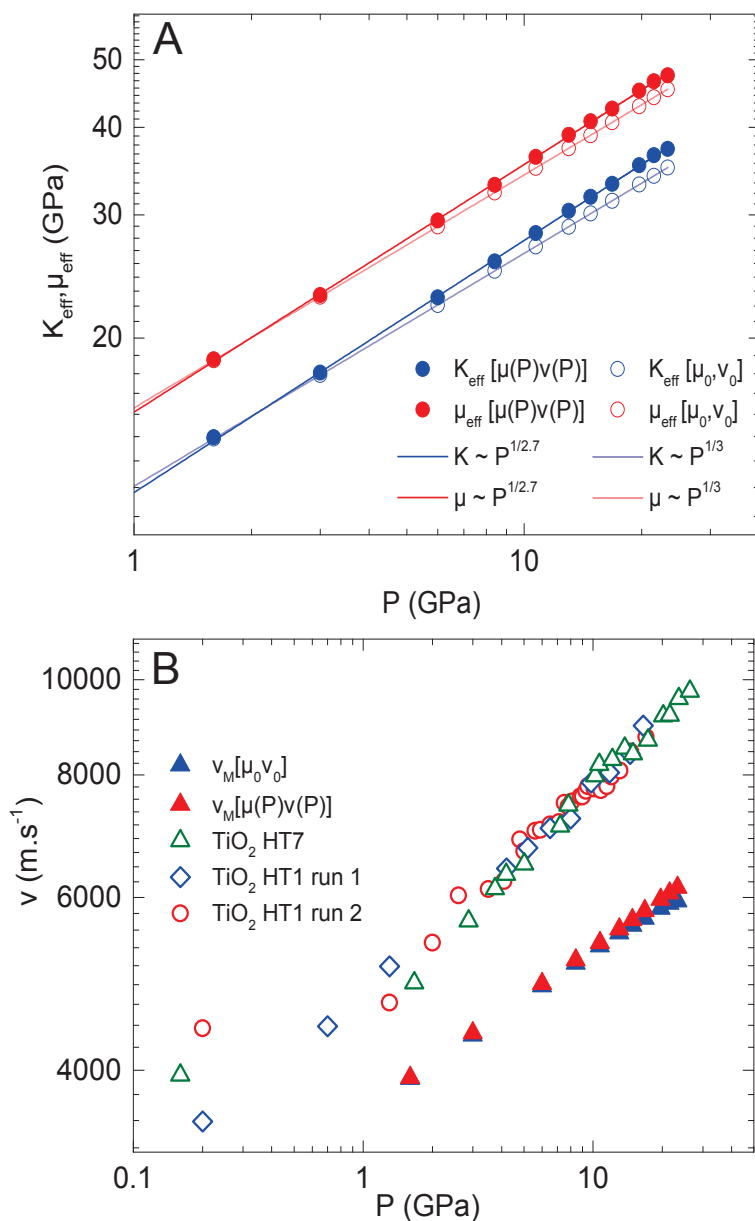 A
50
40
30
20
K_eff, μ_eff (GPa)
K_eff [μ(P)ν(P)]
K_eff [μ_0,ν_0]
μ_eff [μ(P)ν(P)]
μ_eff [μ_0,ν_0]
K ~ P^1/2.7
K ~ P^1/3
μ ~ P^1/2.7
μ ~ P^1/3
1
10
P (GPa)
B
10000
8000
6000
4000
v (m.s^-1)
v_M[μ_0ν_0]
v_M[μ(P)ν(P)]
TiO_2 HT7
TiO_2 HT1 run 1
TiO_2 HT1 run 2
0.1
1
10
P (GPa)